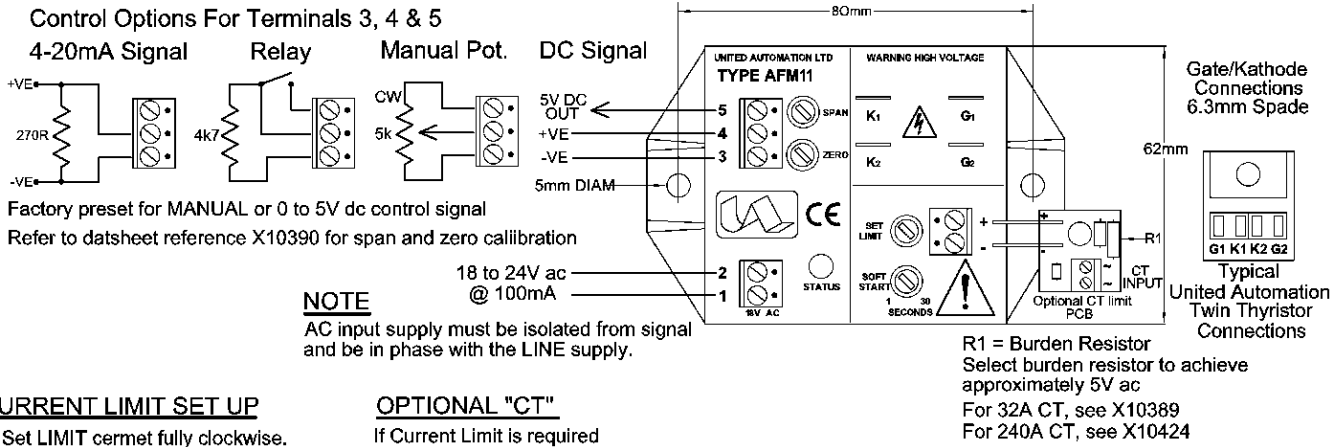 Control Options For Terminals 3, 4 & 5
4-20mA Signal
Relay
Manual Pot.
DC Signal
+VE
270R
-VE
4k7
CW
5k
5V DC
OUT
+VE
-VE
5mm DIAM
Factory preset for MANUAL or 0 to 5V dc control signal
Refer to datsheet reference X10390 for span and zero caliibration
18 to 24V ac
@ 100mA
NOTE
AC input supply must be isolated from signal
and be in phase with the LINE supply.
80mm
UNITED AUTOMATION LTD
TYPE AFM11
5
4
3
SPAN
ZERO
CE
2
1
18V AC
STATUS
WARNING HIGH VOLTAGE
K1
G1
K2
G2
SET
LIMIT
+
-
SOFT
START
1
30
SECONDS
62mm
+
-
R1
~
~
CT
INPUT
Optional CT limit
PCB
Gate/Kathode
Connections
6.3mm Spade
G1 K1 K2 G2
Typical
United Automation
Twin Thyristor
Connections
R1 = Burden Resistor
Select burden resistor to achieve
approximately 5V ac
For 32A CT, see X10389
For 240A CT, see X10424
URRENT LIMIT SET UP
Set LIMIT cermet fully clockwise.
OPTIONAL "CT"
If Current Limit is required